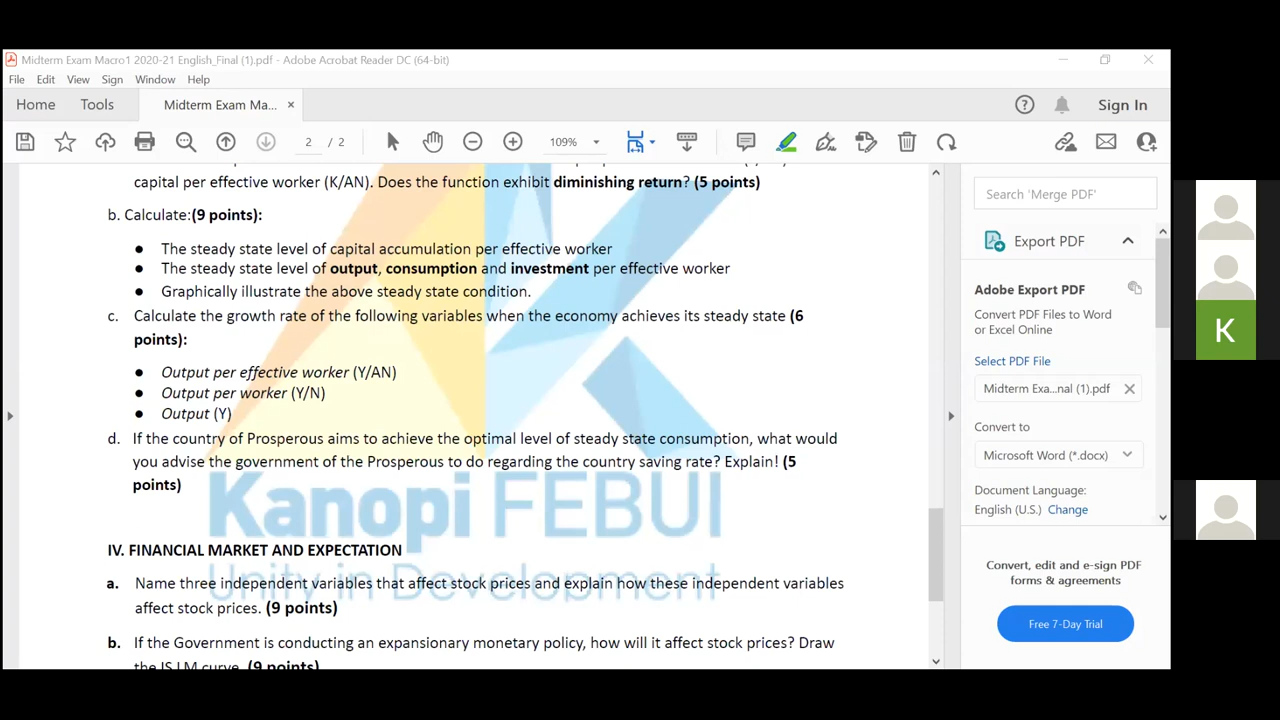 Midterm Exam Macro1 2020-21 English_Final (1).pdf - Adobe Acrobat Reader DC (64-bit)
File Edit View Sign Window Help
Home Tools Midterm Exam Ma... × Sign In
2 / 2 109%
capital per effective worker (K/AN). Does the function exhibit diminishing return? (5 points)
b. Calculate:(9 points):
● The steady state level of capital accumulation per effective worker
● The steady state level of output, consumption and investment per effective worker
● Graphically illustrate the above steady state condition.
c. Calculate the growth rate of the following variables when the economy achieves its steady state (6
points):
● Output per effective worker (Y/AN)
● Output per worker (Y/N)
● Output (Y)
d. If the country of Prosperous aims to achieve the optimal level of steady state consumption, what would
you advise the government of the Prosperous to do regarding the country saving rate? Explain! (5
points)
Kanopi FEBUI
Unity in Development
IV. FINANCIAL MARKET AND EXPECTATION
a. Name three independent variables that affect stock prices and explain how these independent variables
affect stock prices. (9 points)
b. If the Government is conducting an expansionary monetary policy, how will it affect stock prices? Draw
the IS LM curve. (9 points)
Search 'Merge PDF'
Export PDF
Adobe Export PDF
Convert PDF Files to Word
or Excel Online
Select PDF File
Midterm Exa...nal (1).pdf
Convert to
Microsoft Word (*.docx)
Document Language:
English (U.S.) Change
Convert, edit and e-sign PDF
forms & agreements
Free 7-Day Trial
K